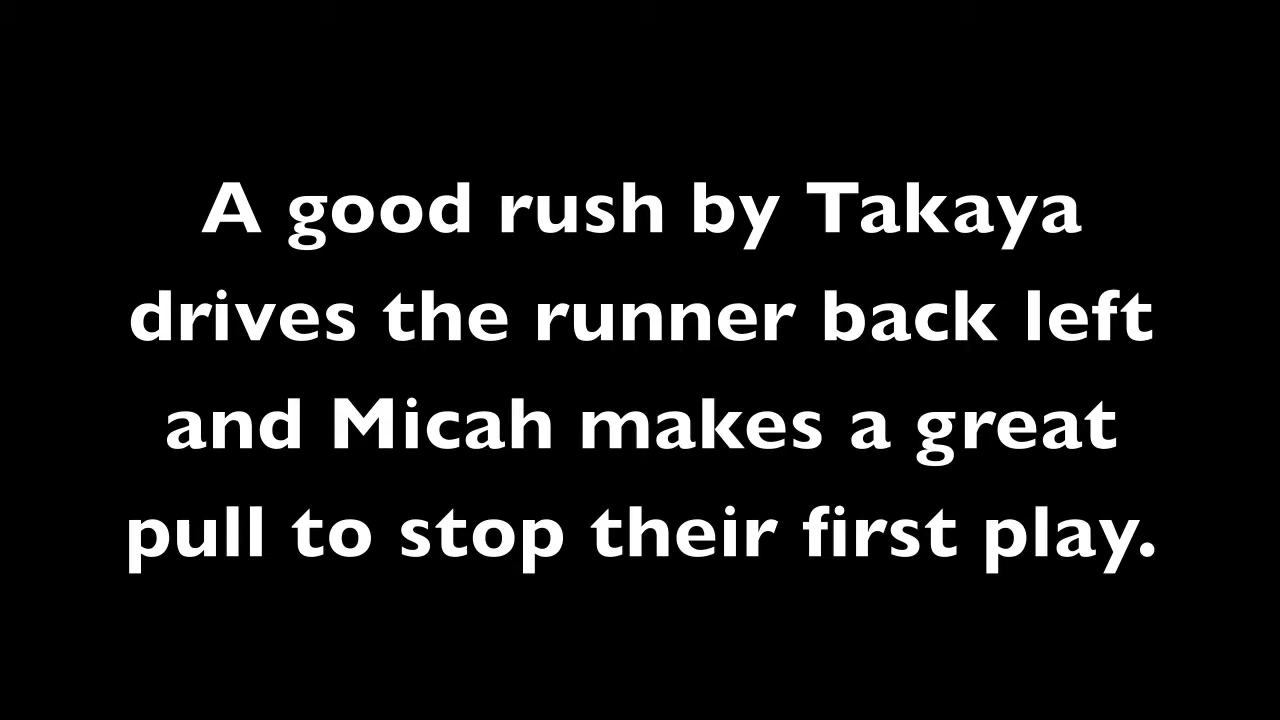 A good rush by Takaya
drives the runner back left
and Micah makes a great
pull to stop their first play.